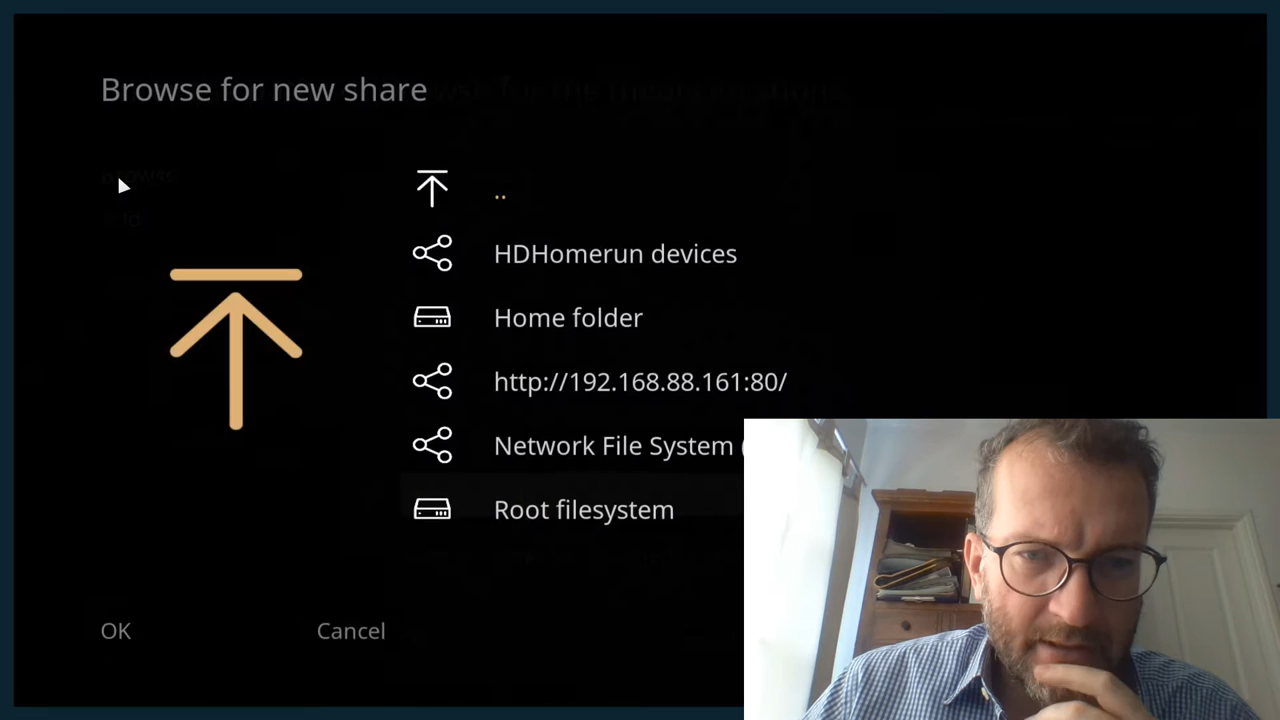 Browse for new share
..
HDHomerun devices
Home folder
http://192.168.88.161:80/
Network File System (
Root filesystem
OK
Cancel